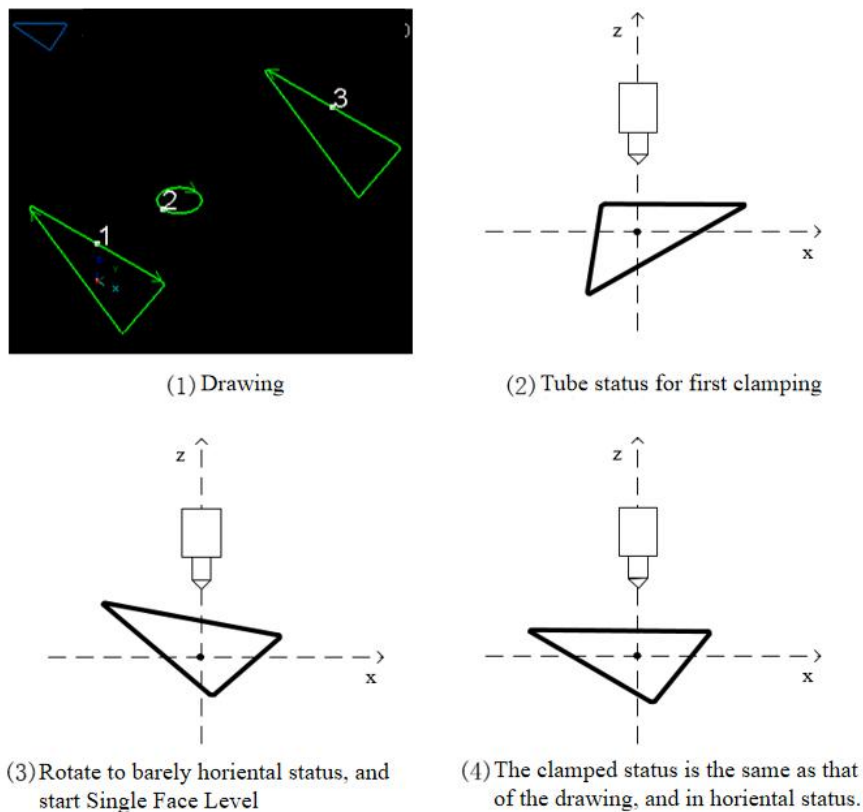 3
2
1
x
(1) Drawing
z
x
(2) Tube status for first clamping
z
x
(3) Rotate to barely horiental status, and
start Single Face Level
z
x
(4) The clamped status is the same as that
of the drawing, and in horiental status.